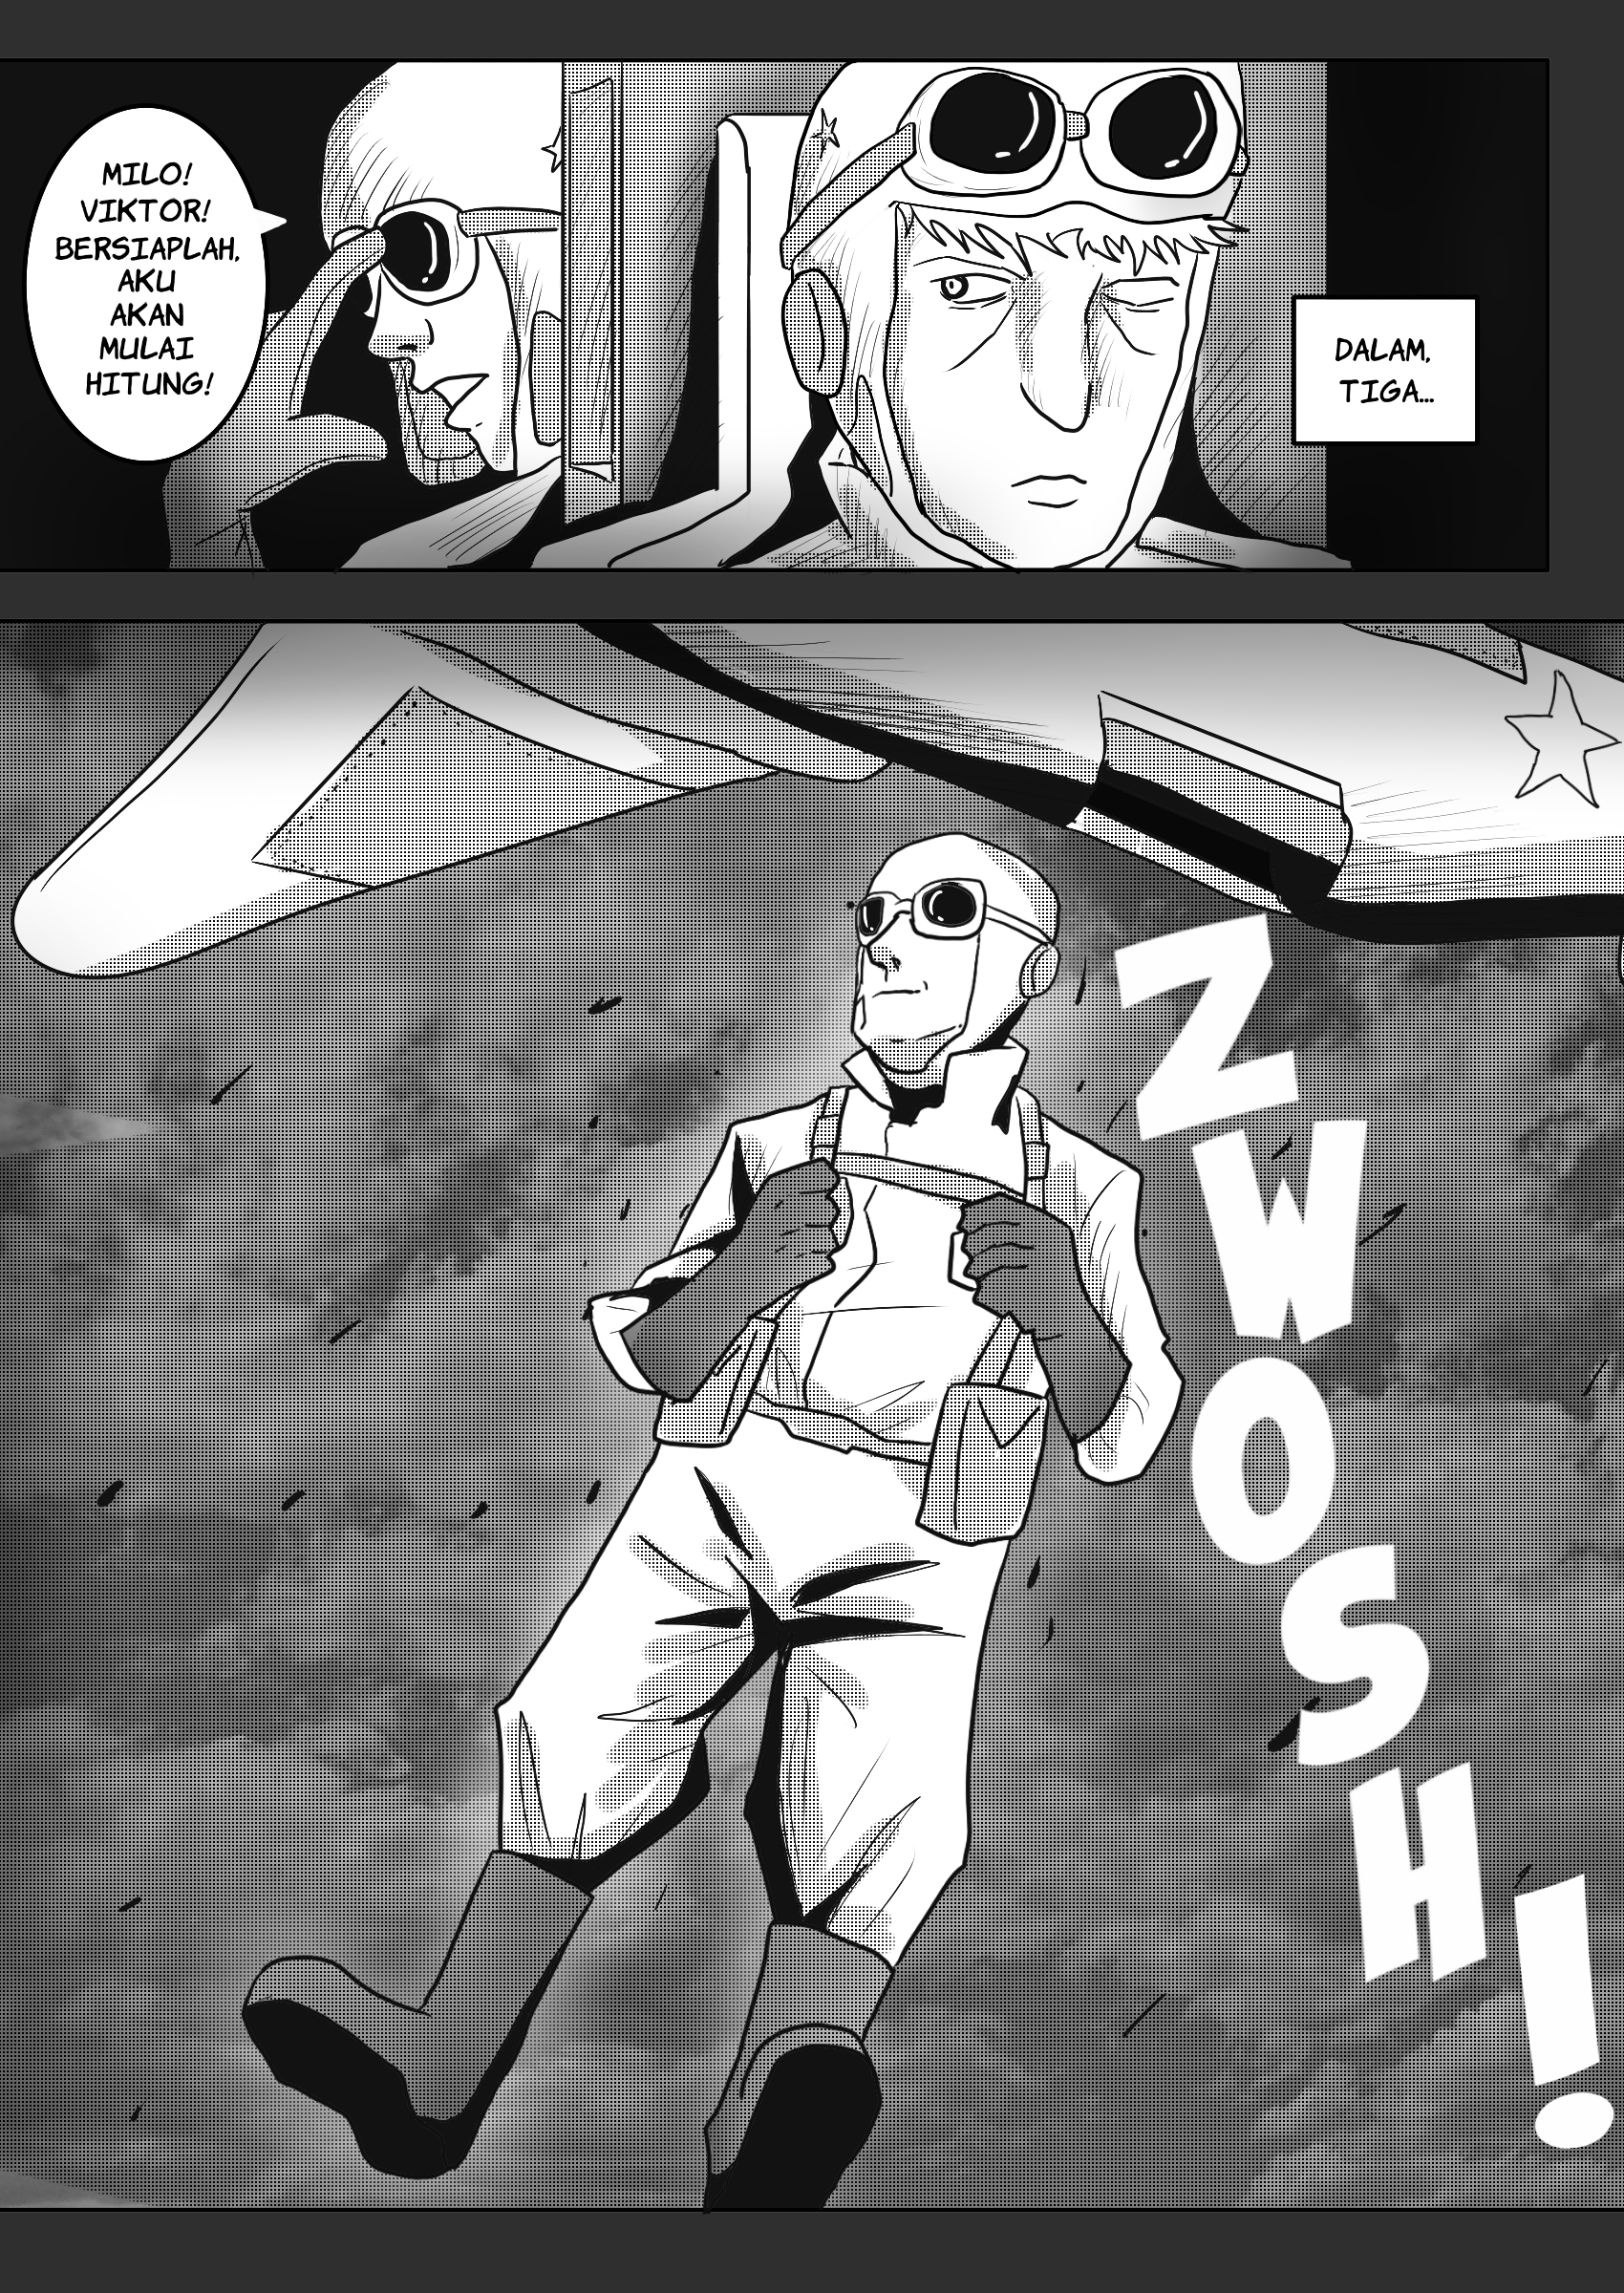 MILO!
VIKTOR!
BERSIAPLAH,
AKU
AKAN
MULAI
HITUNG!
DALAM,
TIGA...
ZWOSH!